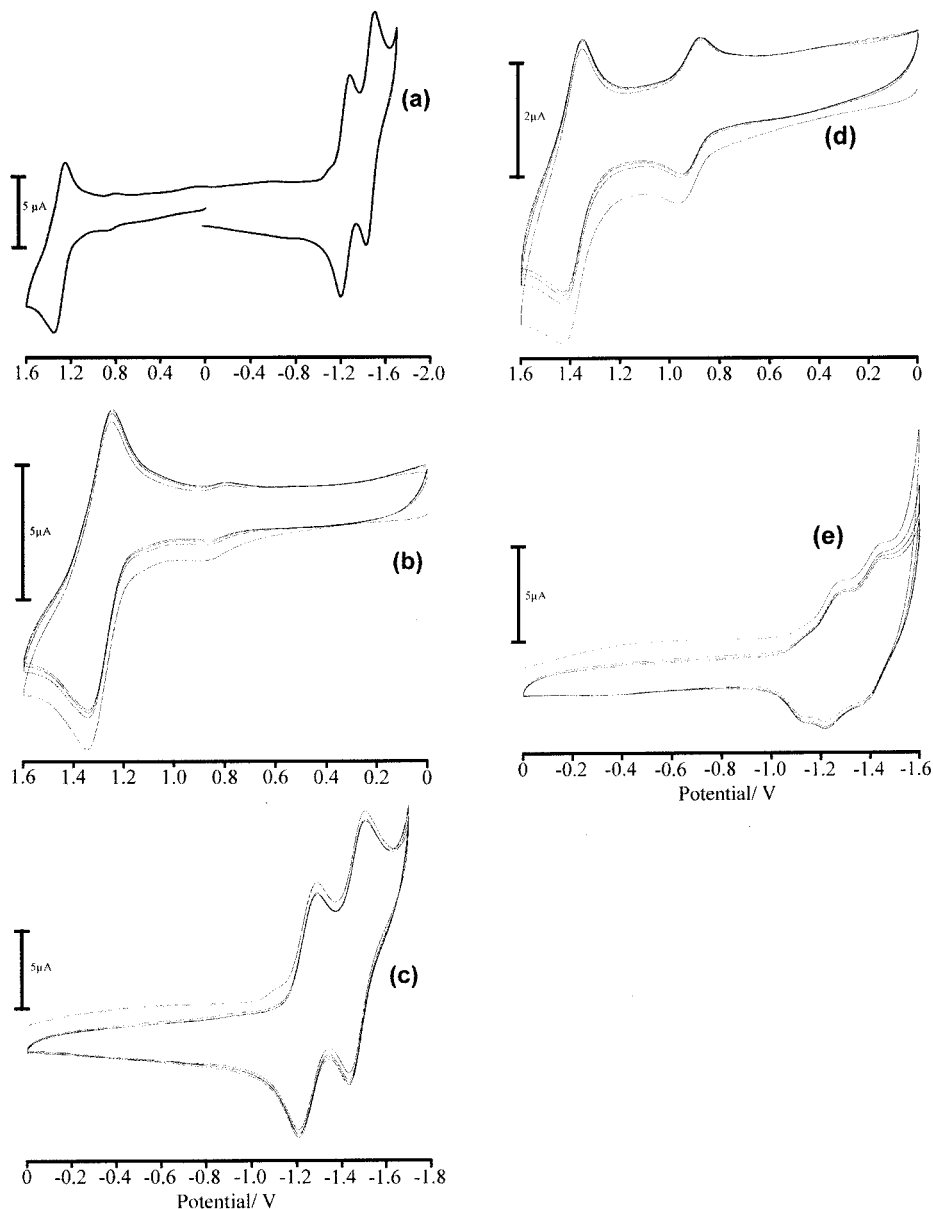 (a)
5 µA
1.6 1.2 0.8 0.4 0 -0.4 -0.8 -1.2 -1.6 -2.0
(d)
2µA
1.6 1.4 1.2 1.0 0.8 0.6 0.4 0.2 0
(b)
5µA
1.6 1.4 1.2 1.0 0.8 0.6 0.4 0.2 0
(e)
5µA
0 -0.2 -0.4 -0.6 -0.8 -1.0 -1.2 -1.4 -1.6
Potential/ V
(c)
5µA
0 -0.2 -0.4 -0.6 -0.8 -1.0 -1.2 -1.4 -1.6 -1.8
Potential/ V